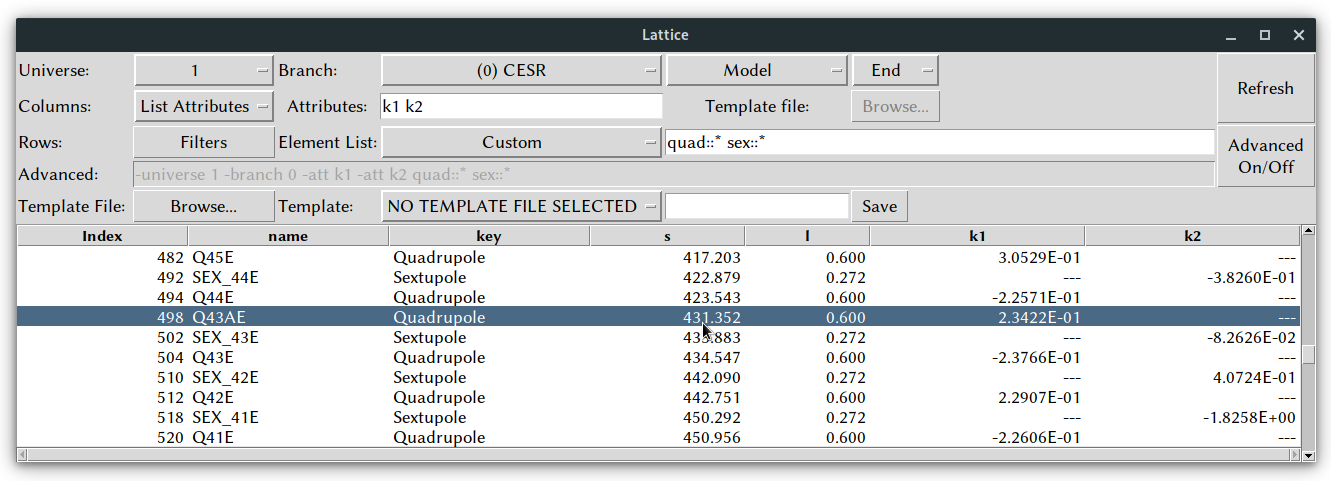 Lattice
Universe: 1 Branch: (0) CESR Model End Refresh
Columns: List Attributes Attributes: k1 k2 Template file: Browse...
Rows: Filters Element List: Custom quad::* sex::* Advanced On/Off
Advanced: -universe 1 -branch 0 -att k1 -att k2 quad::* sex::*
Template File: Browse... Template: NO TEMPLATE FILE SELECTED Save
Index name key s l k1 k2
482 Q45E Quadrupole 417.203 0.600 3.0529E-01 ---
492 SEX_44E Sextupole 422.879 0.272 --- -3.8260E-01
494 Q44E Quadrupole 423.543 0.600 -2.2571E-01 ---
498 Q43AE Quadrupole 431.352 0.600 2.3422E-01 ---
502 SEX_43E Sextupole 0.272 --- -8.2626E-02
504 Q43E Quadrupole 434.547 0.600 -2.3766E-01 ---
510 SEX_42E Sextupole 442.090 0.272 --- 4.0724E-01
512 Q42E Quadrupole 442.751 0.600 2.2907E-01 ---
518 SEX_41E Sextupole 450.292 0.272 --- -1.8258E+00
520 Q41E Quadrupole 450.956 0.600 -2.2606E-01 ---